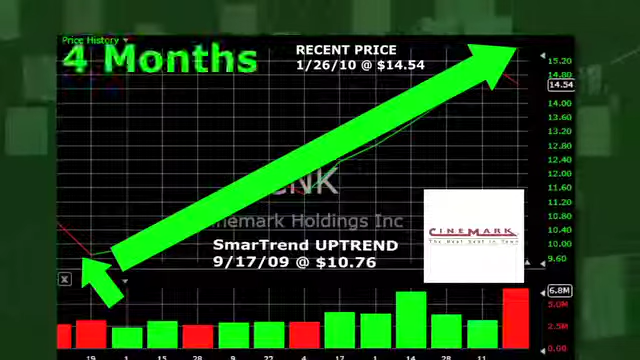 Price History
4 Months
RECENT PRICE
1/26/10 @ $14.54
15.20
14.80
14.54
14.00
13.60
13.20
12.80
12.40
12.00
11.60
11.20
10.80
10.40
10.00
9.60
NK
nemark Holdings Inc
SmarTrend UPTREND
9/17/09 @ $10.76
CINEMARK
The Best Seat in Town
X
6.8M
5.0M
2.50
0.00
19 1 15 28 9 22 4 17 1 14 28 11